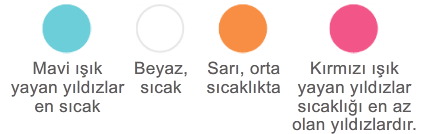 Mavi ışık
yayan yıldızlar
en sıcak
Beyaz,
sıcak
Sarı, orta
sıcaklıkta
Kırmızı ışık
yayan yıldızlar
sıcaklığı en az
olan yıldızlardır.